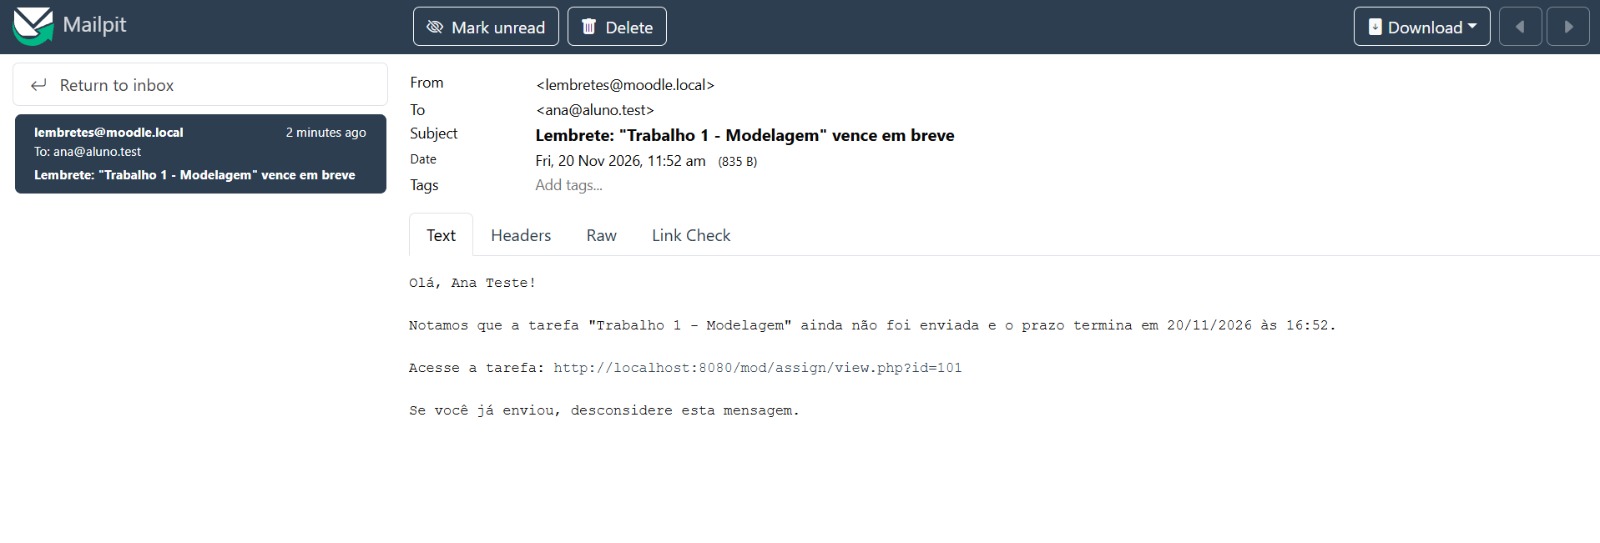 Mailpit
Mark unread
Delete
Download
Return to inbox
lembretes@moodle.local 2 minutes ago
To: ana@aluno.test
Lembrete: "Trabalho 1 - Modelagem" vence em breve
From <lembretes@moodle.local>
To <ana@aluno.test>
Subject Lembrete: "Trabalho 1 - Modelagem" vence em breve
Date Fri, 20 Nov 2026, 11:52 am (835 B)
Tags Add tags...
Text Headers Raw Link Check
Olá, Ana Teste!
Notamos que a tarefa "Trabalho 1 - Modelagem" ainda não foi enviada e o prazo termina em 20/11/2026 às 16:52.
Acesse a tarefa: http://localhost:8080/mod/assign/view.php?id=101
Se você já enviou, desconsidere esta mensagem.